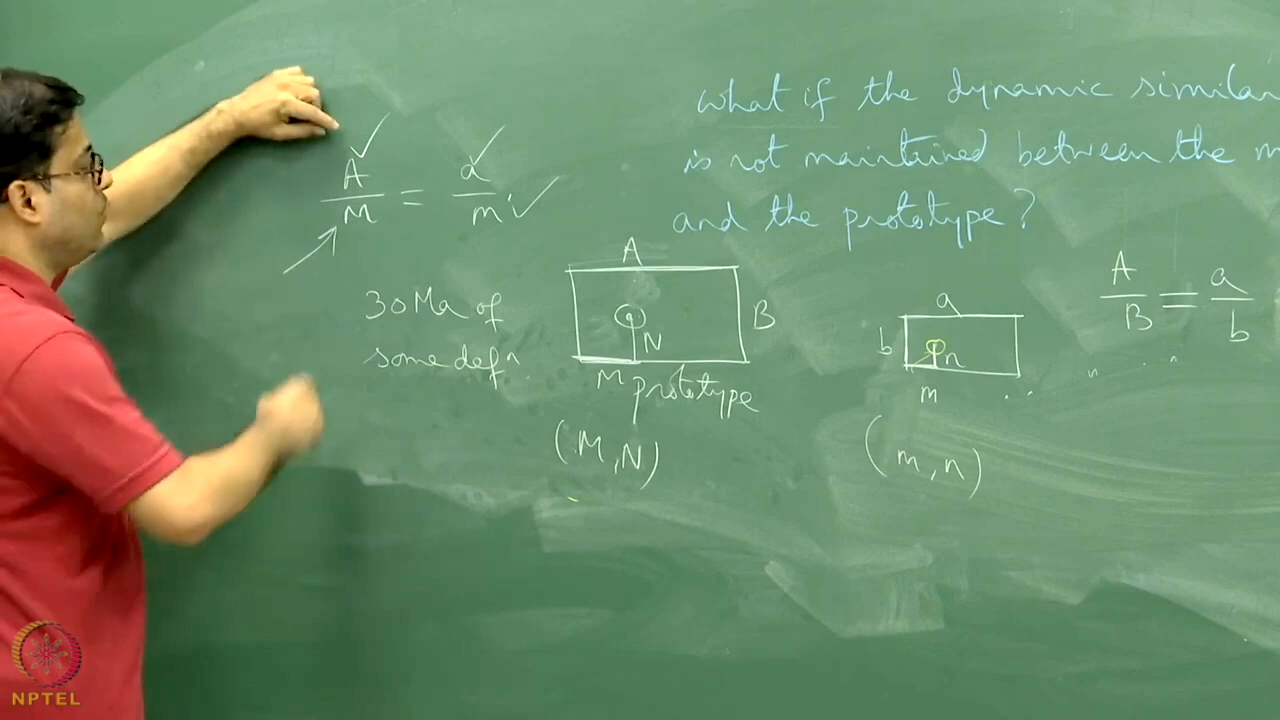 what if the dynamic similar
is not maintained between the m
and the prototype?
A/M = a/m
30 Ma of
some defn.
A
B
N
M
prototype
(M, N)
a
b
n
m
(m, n)
A/B = a/b
NPTEL